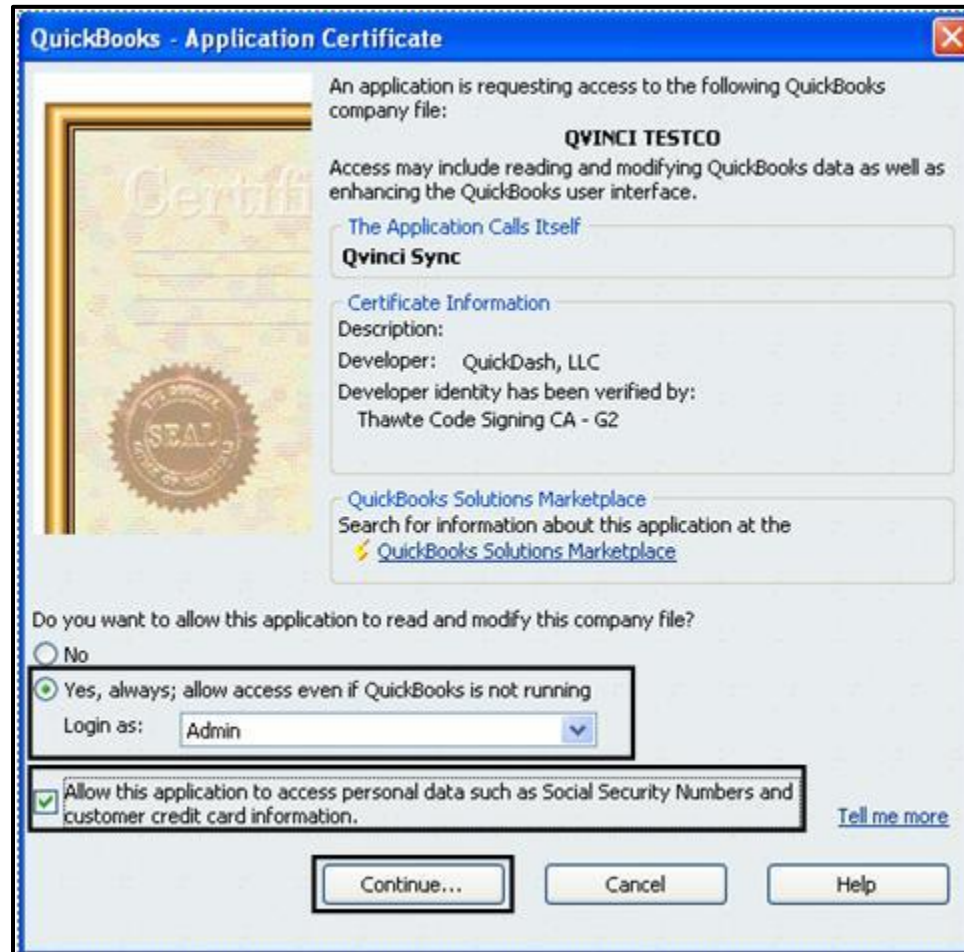 QuickBooks - Application Certificate
An application is requesting access to the following QuickBooks
company file:
QVINCI TESTCO
Access may include reading and modifying QuickBooks data as well as
enhancing the QuickBooks user interface.
The Application Calls Itself
Qvinci Sync
Certificate Information
Description:
Developer: QuickDash, LLC
Developer identity has been verified by:
Thawte Code Signing CA - G2
QuickBooks Solutions Marketplace
Search for information about this application at the
QuickBooks Solutions Marketplace
Certifi
SEAL
Do you want to allow this application to read and modify this company file?
No
Yes, always; allow access even if QuickBooks is not running
Login as: Admin
Allow this application to access personal data such as Social Security Numbers and
customer credit card information.
Tell me more
Continue... Cancel Help